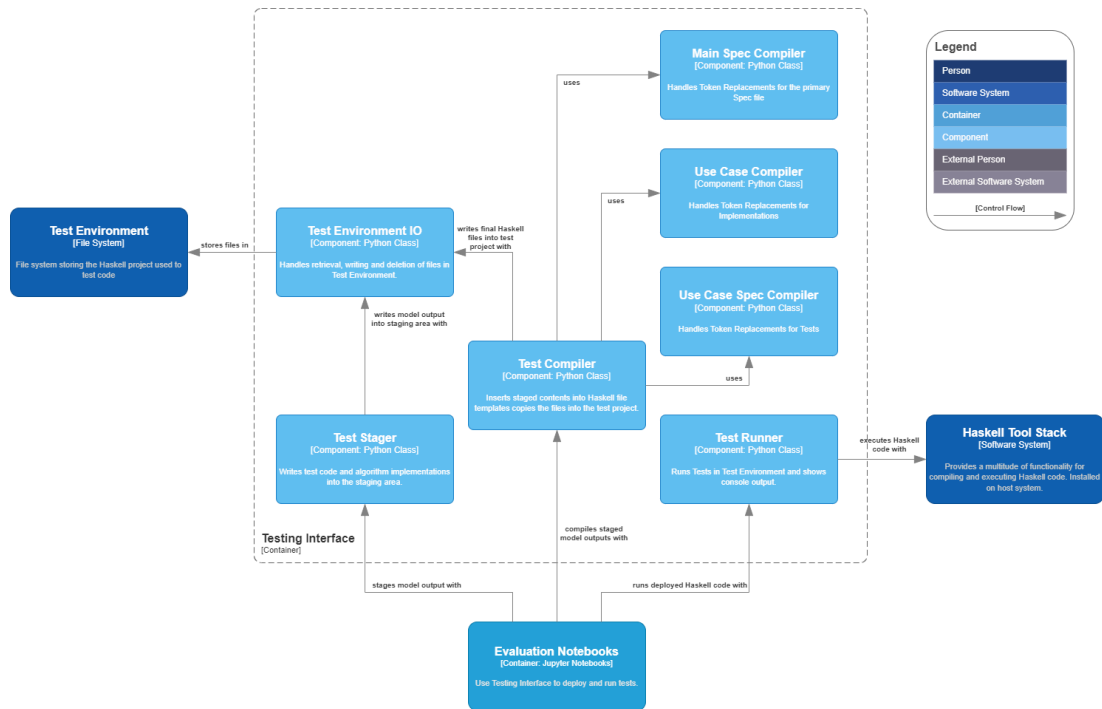 Main Spec Compiler
[Component: Python Class]
Handles Token Replacements for the primary
Spec file
uses
Legend
Person
Software System
Container
Component
External Person
External Software System
[Control Flow]
Use Case Compiler
[Component: Python Class]
Handles Token Replacements for
Implementations
uses
Test Environment
[File System]
File system storing the Haskell project used to
test code
stores files in
Test Environment IO
[Component: Python Class]
Handles retrieval, writing and deletion of files in
Test Environment.
writes final Haskell
files into test
project with
Use Case Spec Compiler
[Component: Python Class]
Handles Token Replacements for Tests
writes model output
into staging area with
Test Compiler
[Component: Python Class]
Inserts staged contents into Haskell file
templates copies the files into the test project.
uses
Test Stager
[Component: Python Class]
Writes test code and algorithm implementations
into the staging area.
Test Runner
[Component: Python Class]
Runs Tests in Test Environment and shows
console output.
executes Haskell
code with
Haskell Tool Stack
[Software System]
Provides a multitude of functionality for
compiling and executing Haskell code. Installed
on host system.
Testing Interface
[Container]
compiles staged
model outputs with
stages model output with
runs deployed Haskell code with
Evaluation Notebooks
[Container: Jupyter Notebooks]
Use Testing Interface to deploy and run tests.